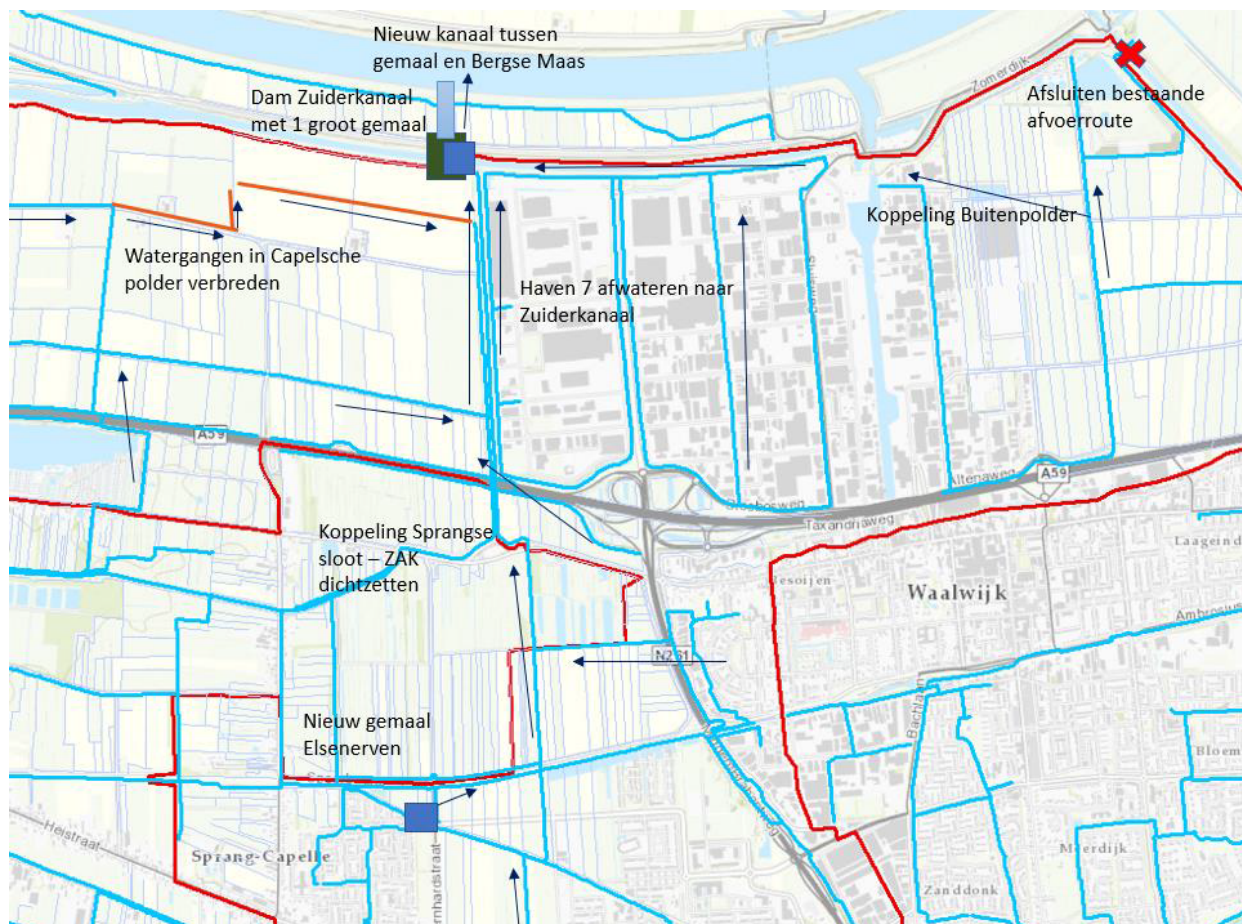 Nieuw kanaal tussen
gemaal en Bergse Maas
Dam Zuiderkanaal
met 1 groot gemaal
Zomerdijk
Afsluiten bestaande
afvoerroute
Koppeling Buitenpolder
Watergangen in Capelsche
polder verbreden
Haven 7 afwateren naar
Zuiderkanaal
A59
A59
Altenaweg
Taxandriaweg
Koppeling Sprangse
sloot – ZAK
dichtzetten
Laageind
Waalwijk
Ambrosius
N261
Bachlaan
Nieuw gemaal
Elsenerven
Bloem
Heistraat
Sprang-Capelle
Meerdijk
Zanddonk